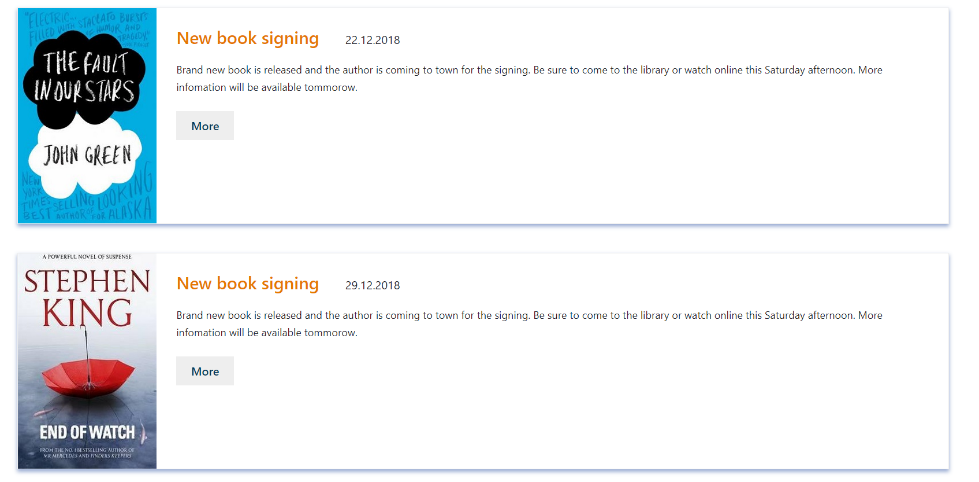 "ELECTRIC...
FILLED WITH STACCATO BURSTS
OF HUMOR AND
TRAGEDY."
THE FAULT
IN OUR STARS
JOHN GREEN
NEW
YORK
TIMES-SELLING LOOKING
BEST AUTHOR OF FOR ALASKA
New book signing 22.12.2018
Brand new book is released and the author is coming to town for the signing. Be sure to come to the library or watch online this Saturday afternoon. More
infomation will be available tommorow.
More
A POWERFUL NOVEL OF SUSPENSE
STEPHEN
KING
END OF WATCH
FROM THE NO. 1 BESTSELLING AUTHOR OF
MR MERCEDES AND FINDERS KEEPERS
New book signing 29.12.2018
Brand new book is released and the author is coming to town for the signing. Be sure to come to the library or watch online this Saturday afternoon. More
infomation will be available tommorow.
More